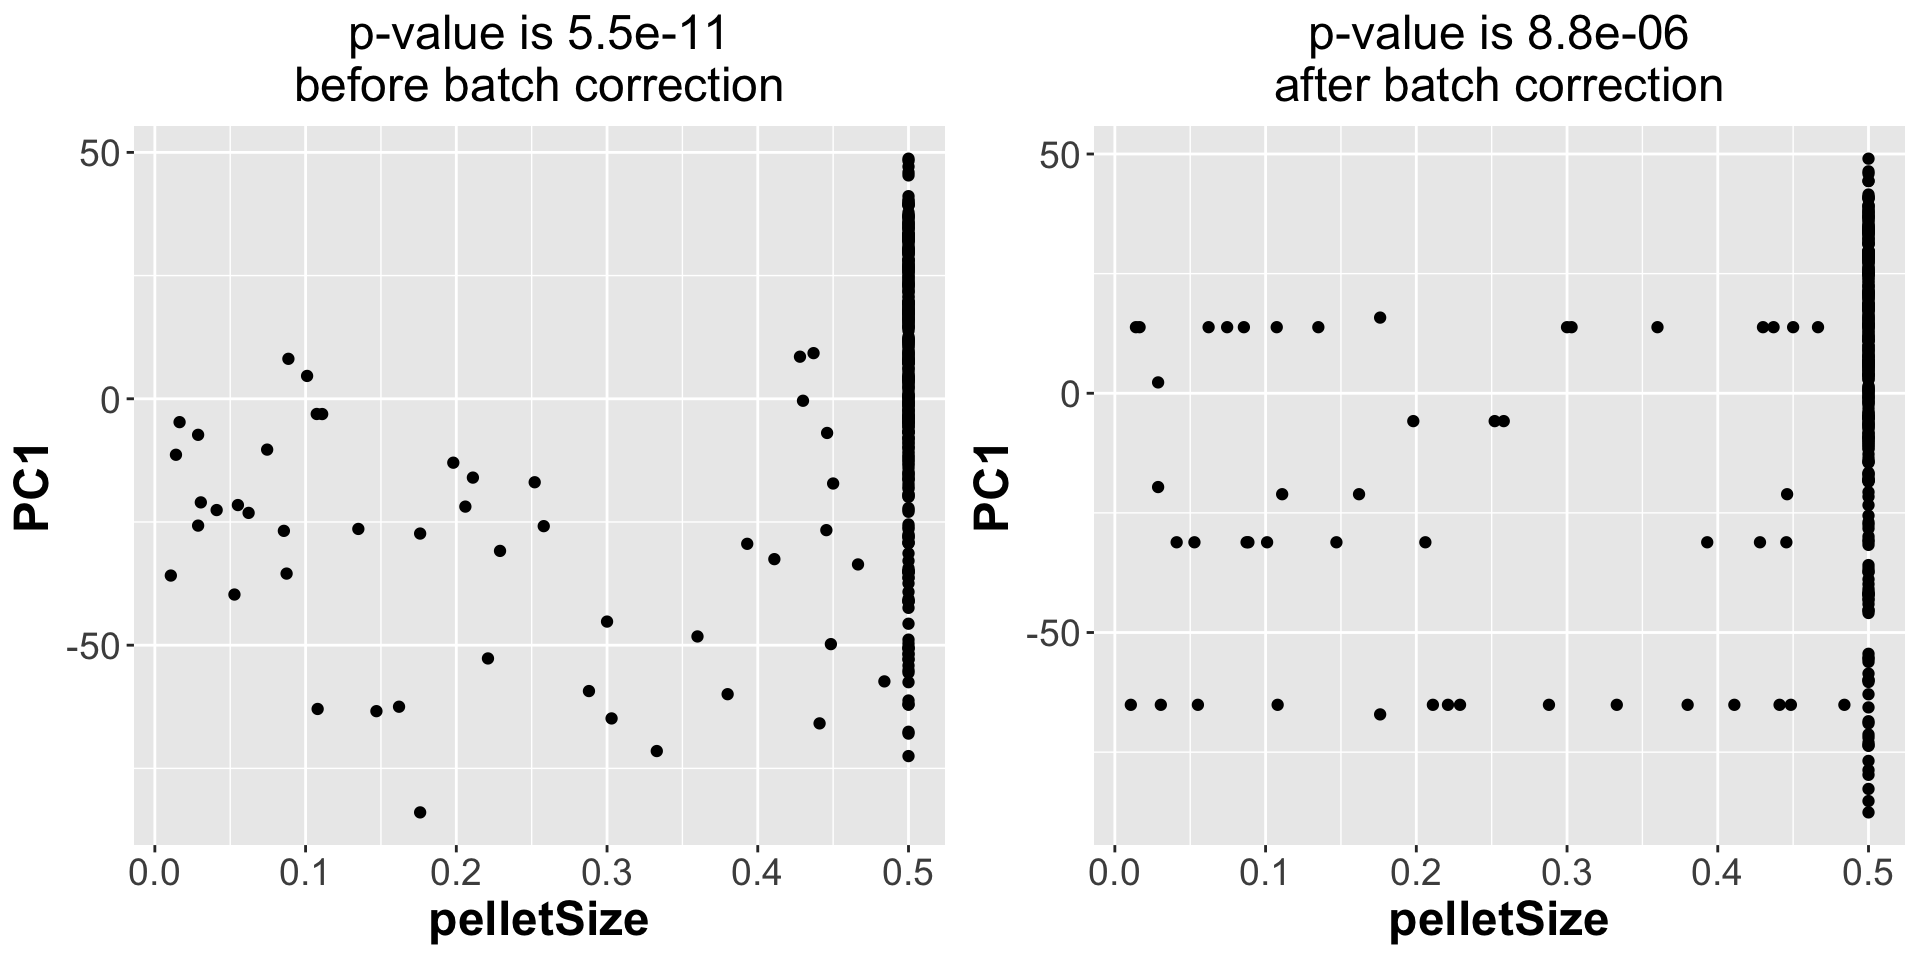 p-value is 5.5e-11
before batch correction
50
0
-50
PC1
0.0 0.1 0.2 0.3 0.4 0.5
pelletSize
p-value is 8.8e-06
after batch correction
50
0
-50
PC1
0.0 0.1 0.2 0.3 0.4 0.5
pelletSize